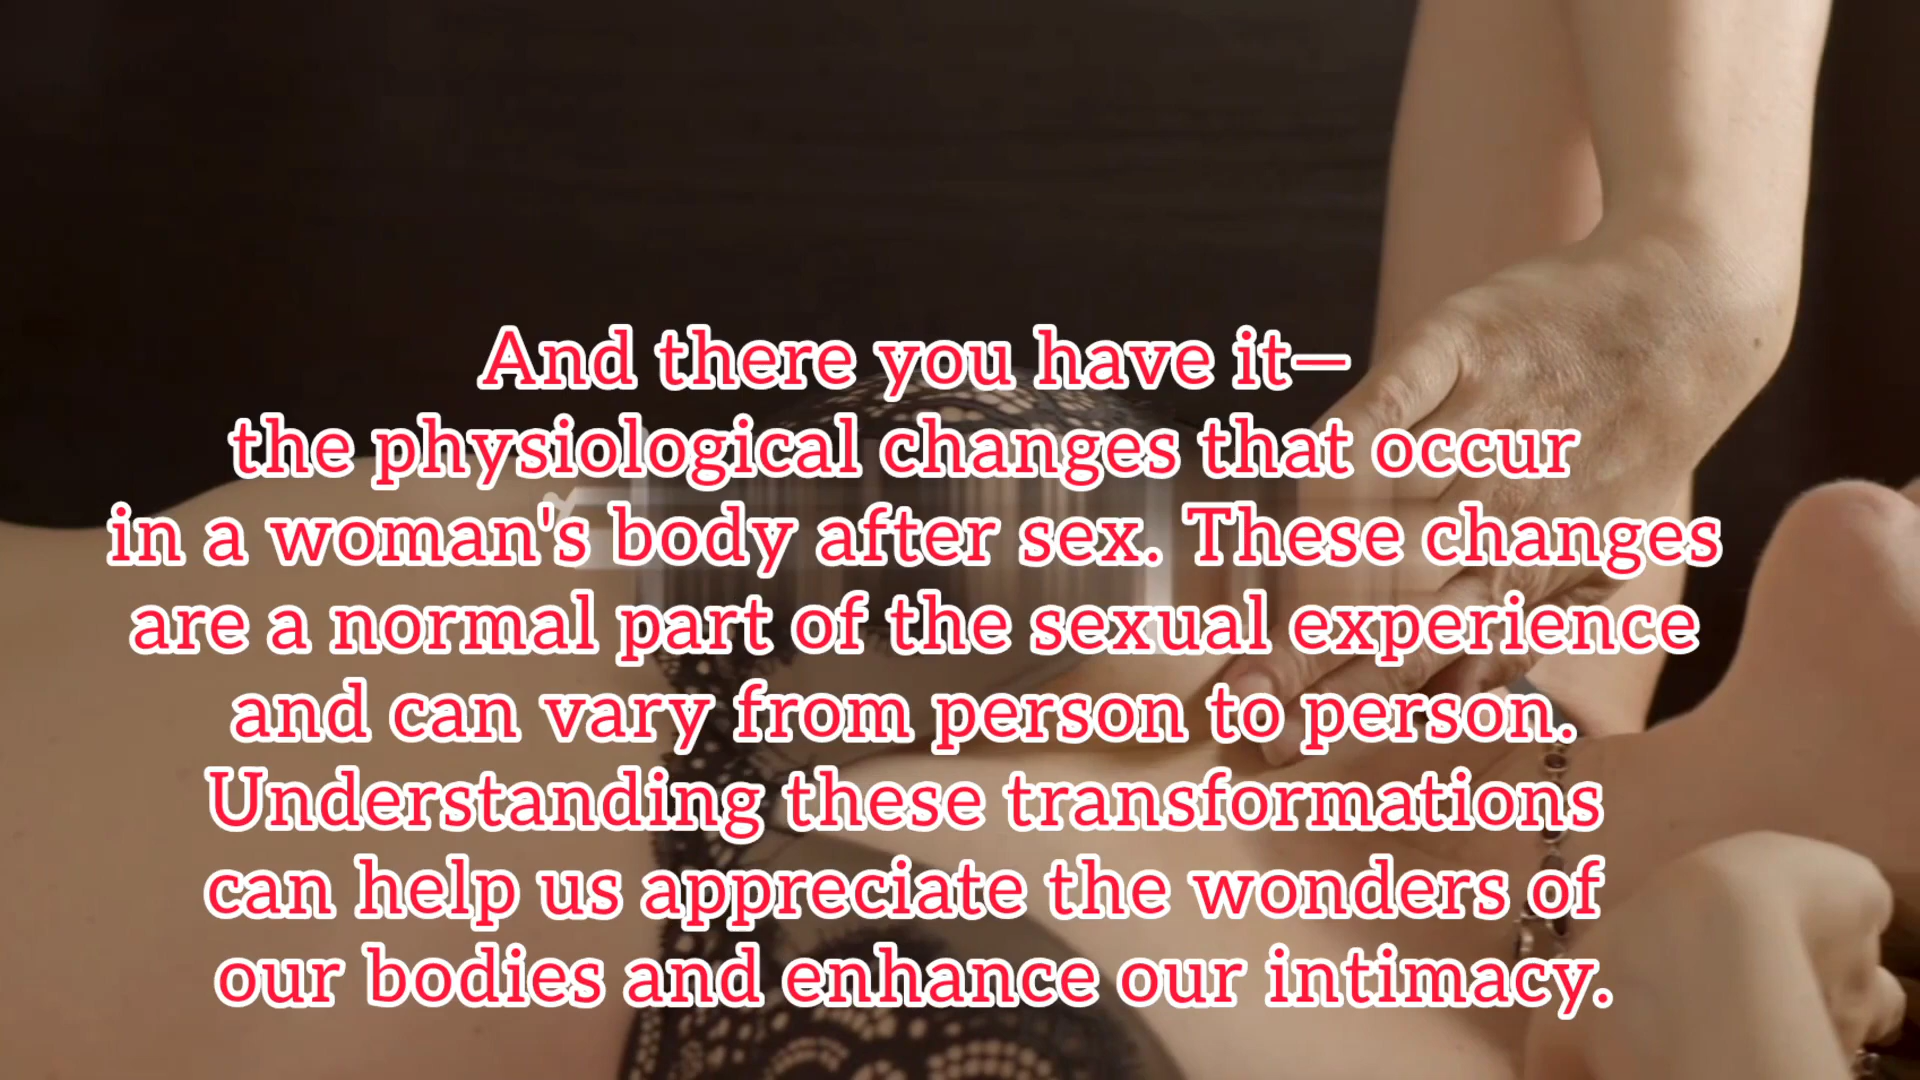 And there you have it—
the physiological changes that occur
in a woman's body after sex. These changes
are a normal part of the sexual experience
and can vary from person to person.
Understanding these transformations
can help us appreciate the wonders of
our bodies and enhance our intimacy.